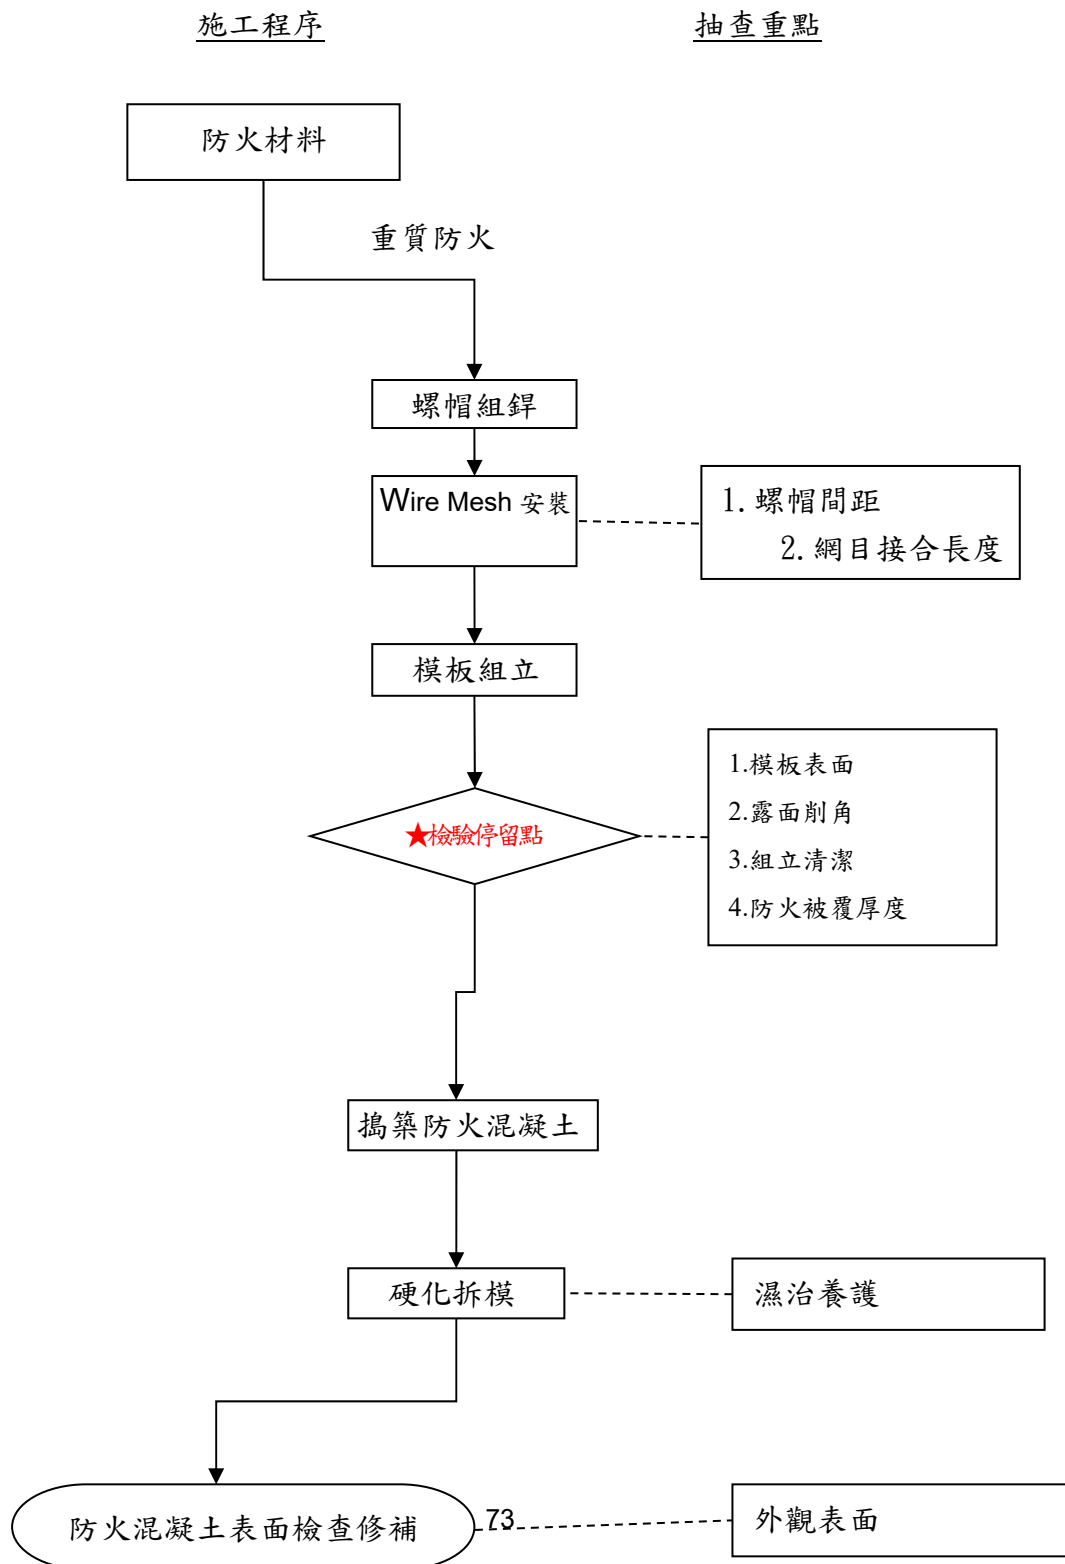 施工程序
抽查重點
防火材料
重質防火
螺帽組銲
Wire Mesh 安裝
1. 螺帽間距
2. 網目接合長度
模板組立
★檢驗停留點
1.模板表面
2.露面削角
3.組立清潔
4.防火被覆厚度
搗築防火混凝土
硬化拆模
濕治養護
防火混凝土表面檢查修補
73
外觀表面